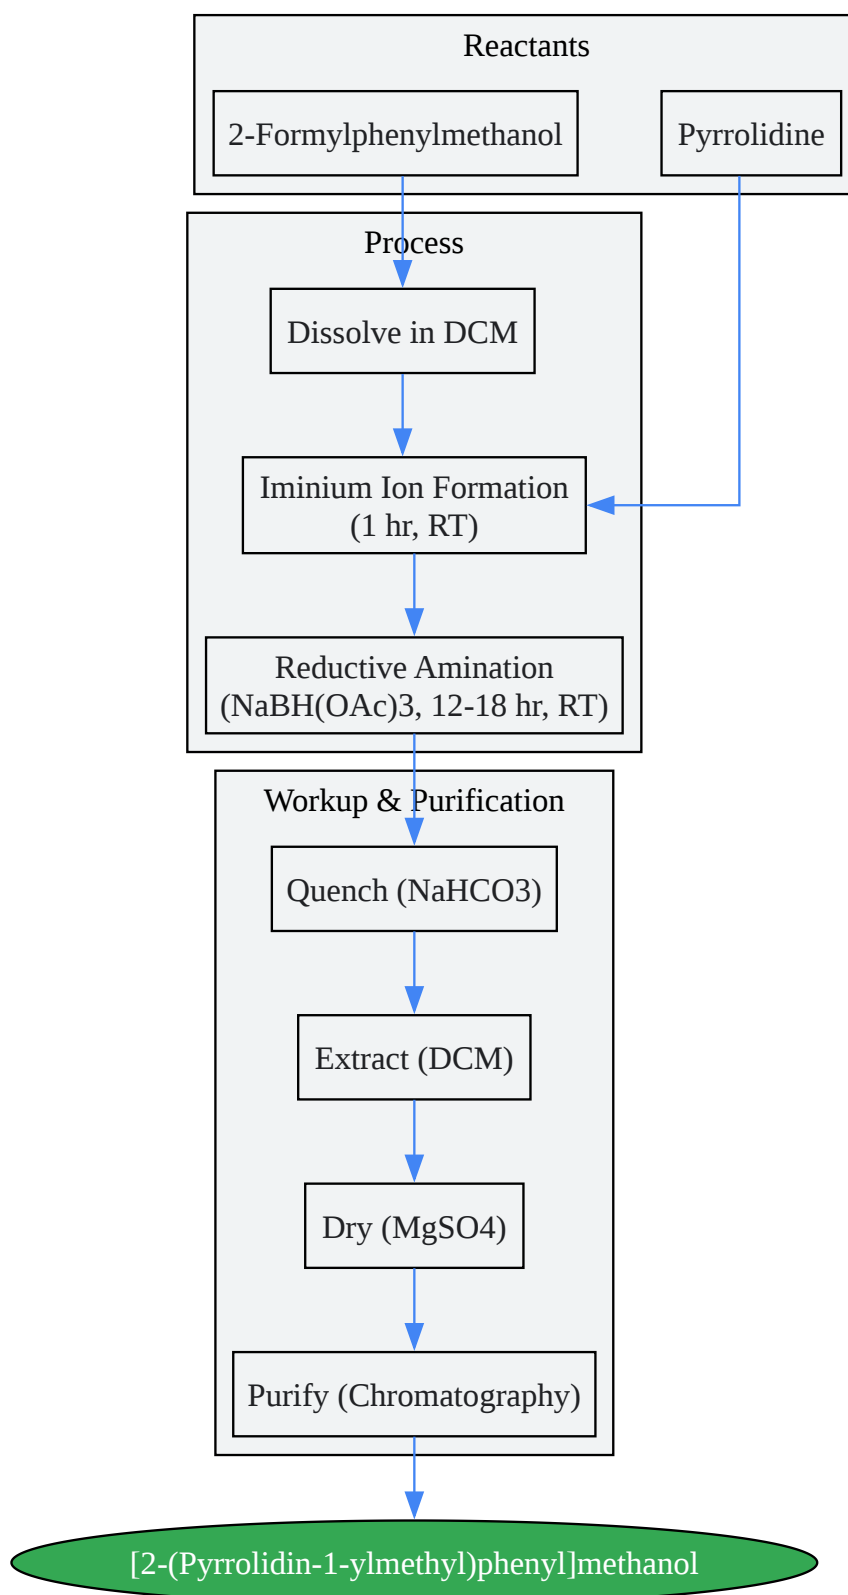 Reactants
2-Formylphenylmethanol
Pyrrolidine
Process
Dissolve in DCM
Iminium Ion Formation
(1 hr, RT)
Reductive Amination
(NaBH(OAc)3, 12-18 hr, RT)
Workup & Purification
Quench (NaHCO3)
Extract (DCM)
Dry (MgSO4)
Purify (Chromatography)
[2-(Pyrrolidin-1-ylmethyl)phenyl]methanol